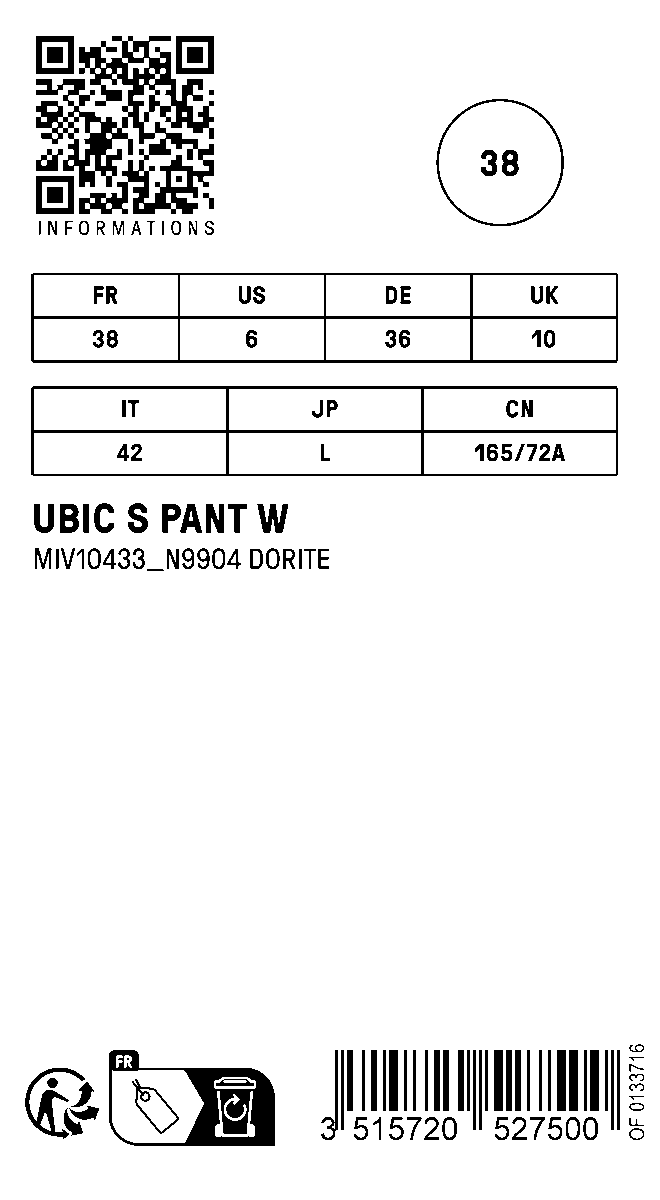 INFORMATIONS
38
FR US DE UK
38 6 36 10
IT JP CN
42 L 165/72A
UBIC S PANT W
MIV10433_N9904 DORITE
FR
3 515720 527500
OF 0133716